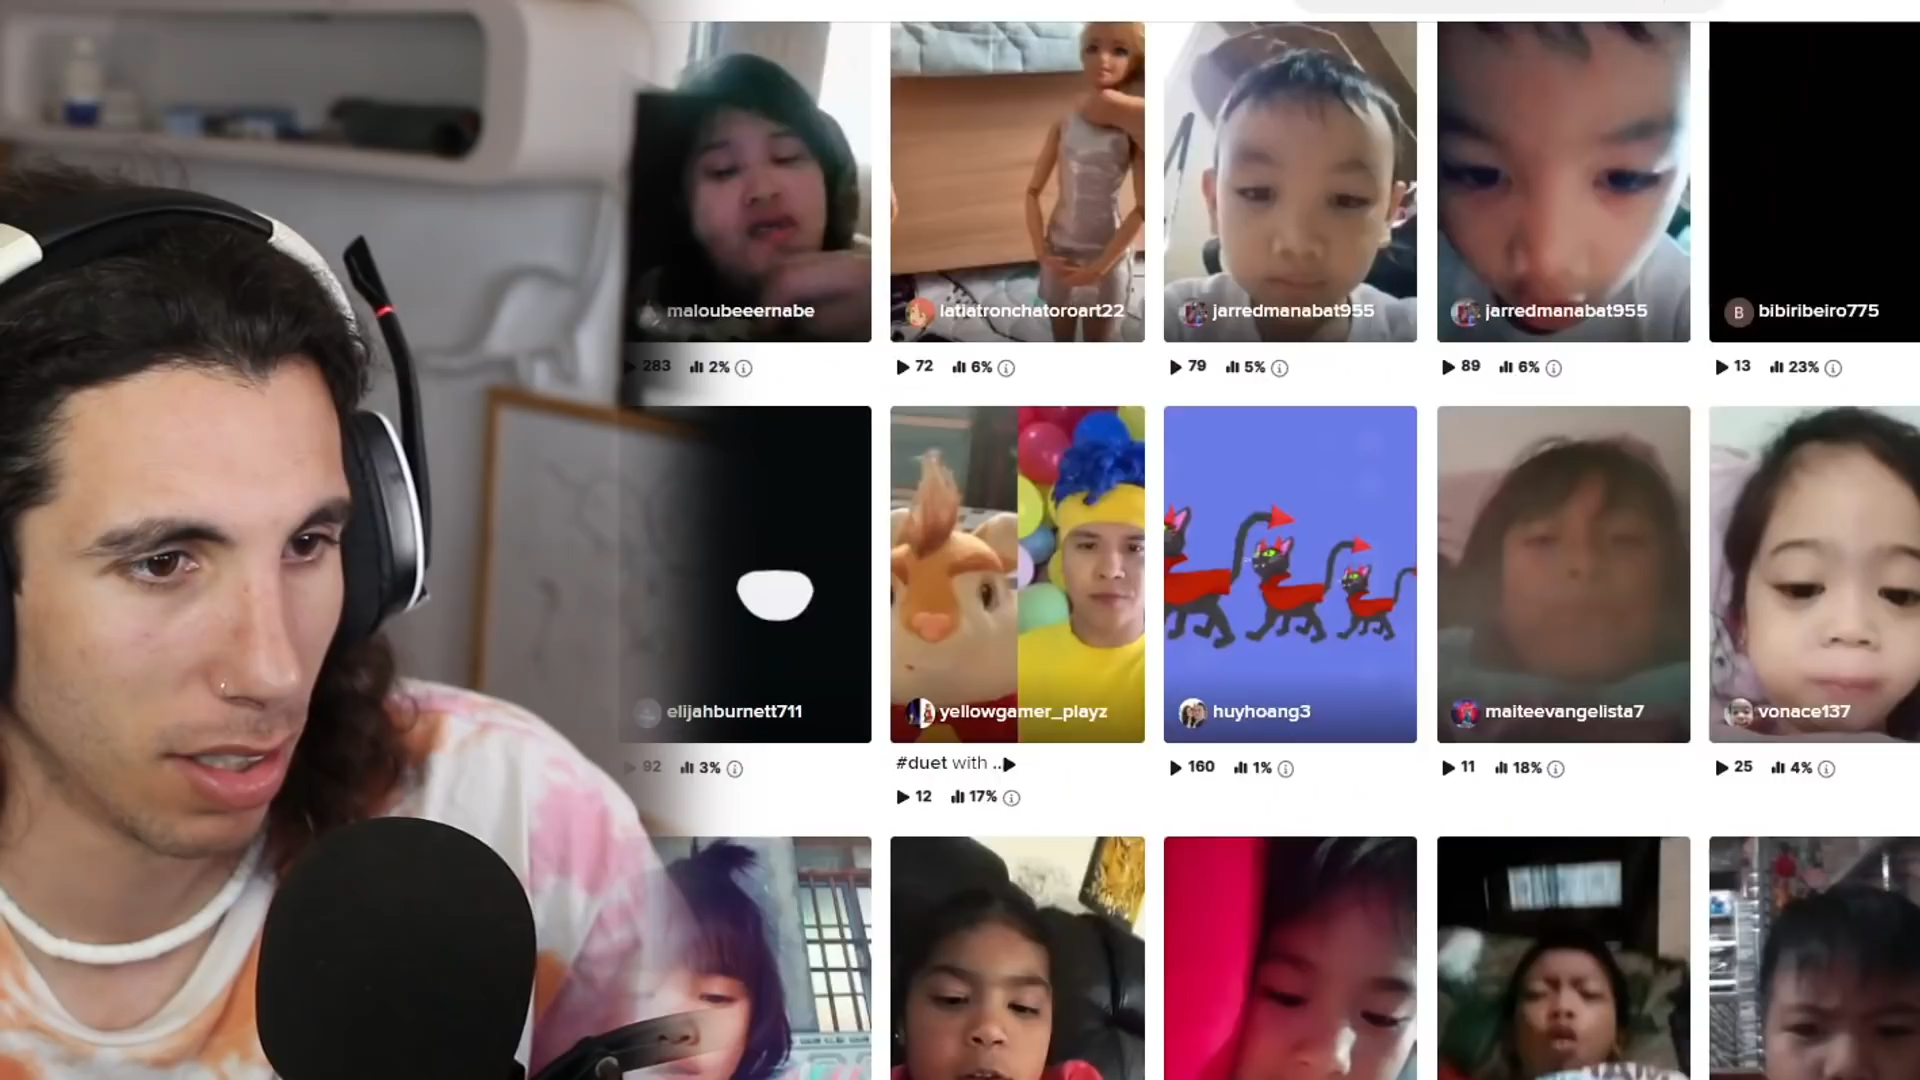 maloubeeernabe
latiatronchatoroart22
jarredmanabat955
jarredmanabat955
B bibiribeiro775
283 2%
72 6%
79 5%
89 6%
13 23%
elijahburnett711
yellowgamer_playz
huyhoang3
maiteevangelista7
vonace137
92 3%
#duet with ..
12 17%
160 1%
11 18%
25 4%